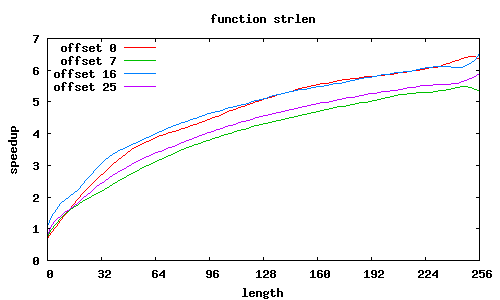 function strlen
7
6
5
4
3
2
1
0
speedup
offset 0
offset 7
offset 16
offset 25
0 32 64 96 128 160 192 224 256
length